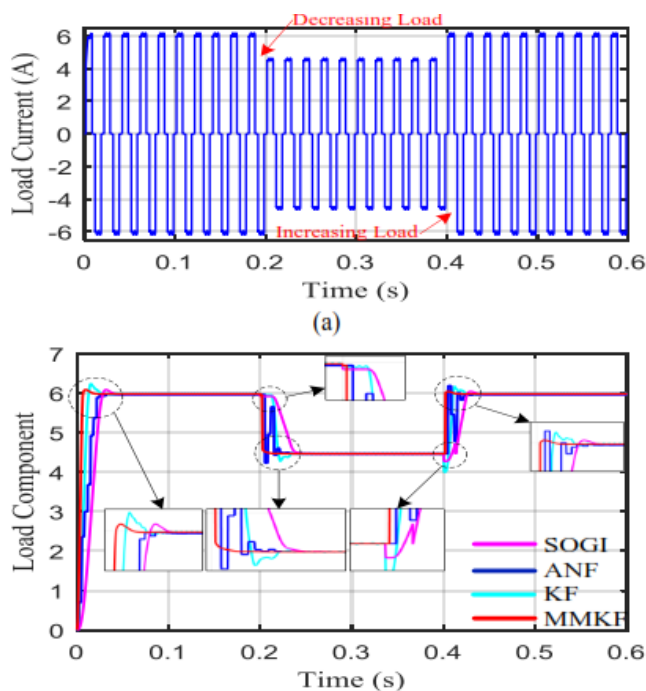 Decreasing Load
6
4
2
0
-2
-4
-6
Load Current (A)
Increasing Load
0 0.1 0.2 0.3 0.4 0.5 0.6
Time (s)
(a)
7
6
5
4
3
2
1
0
Load Component
SOGI
ANF
KF
MMKF
0 0.1 0.2 0.3 0.4 0.5 0.6
Time (s)